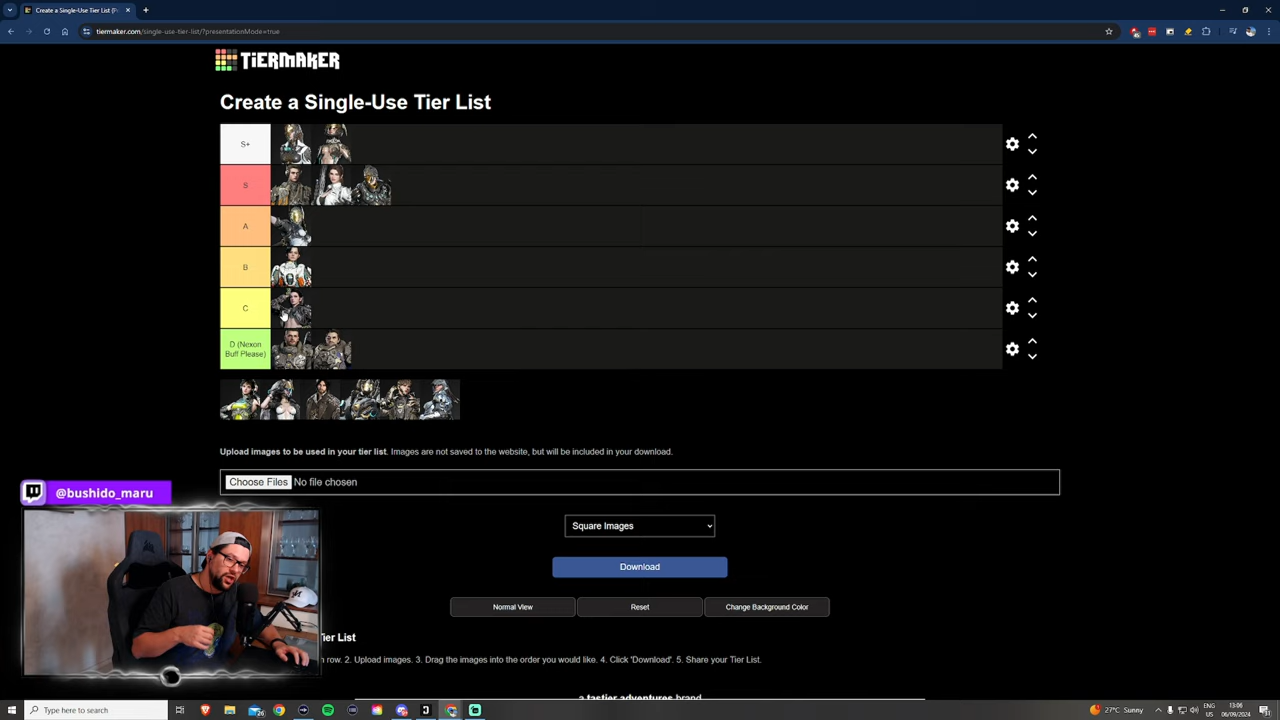 Create a Single-Use Tier List (P
tiermaker.com/single-use-tier-list/?presentationMode=true
TiERMAKER
Create a Single-Use Tier List
S+
S
A
B
C
D (Nexon
Buff Please)
Upload images to be used in your tier list. Images are not saved to the website, but will be included in your download.
Choose Files No file chosen
@bushido_maru
Square Images
Download
Normal View
Reset
Change Background Color
Tier List
row. 2. Upload images. 3. Drag the images into the order you would like. 4. Click 'Download'. 5. Share your Tier List.
a tastier adventures brand
Type here to search
27°C Sunny
ENG
US
13:06
06/09/2024